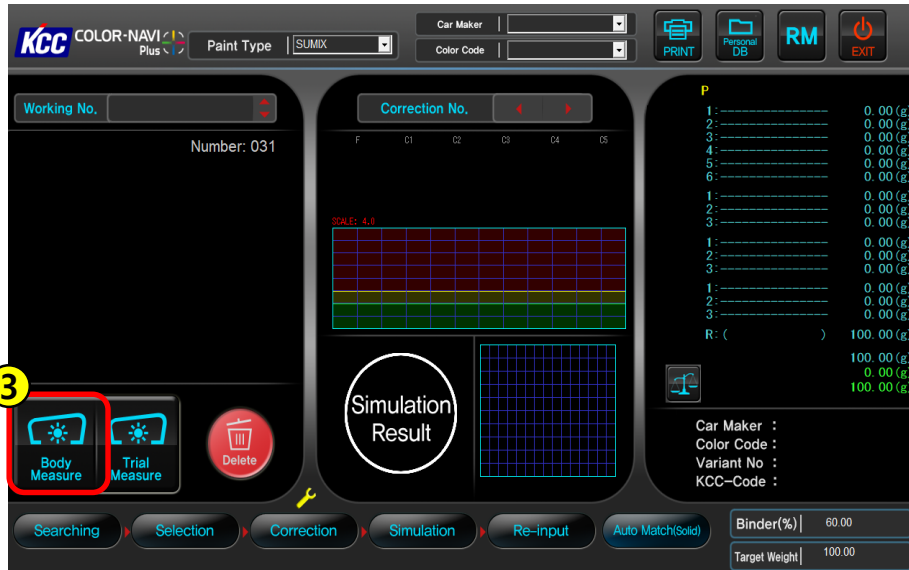 KCC COLOR-NAVI Plus
Paint Type SUMIX
Car Maker
Color Code
PRINT
Personal DB
RM
EXIT
Working No.
Number: 031
Correction No.
F C1 C2 C3 C4 C5
SCALE: 4.0
Simulation
Result
P
1:---------------- 0.00(g)
2:---------------- 0.00(g)
3:---------------- 0.00(g)
4:---------------- 0.00(g)
5:---------------- 0.00(g)
6:---------------- 0.00(g)
1:---------------- 0.00(g)
2:---------------- 0.00(g)
3:---------------- 0.00(g)
1:---------------- 0.00(g)
2:---------------- 0.00(g)
3:---------------- 0.00(g)
1:---------------- 0.00(g)
2:---------------- 0.00(g)
3:---------------- 0.00(g)
R:( ) 100.00(g)
100.00(g)
0.00(g)
100.00(g)
3
Body
Measure
Trial
Measure
Delete
Car Maker :
Color Code :
Variant No :
KCC-Code :
Searching
Selection
Correction
Simulation
Re-input
Auto Match(Solid)
Binder(%) 60.00
Target Weight 100.00